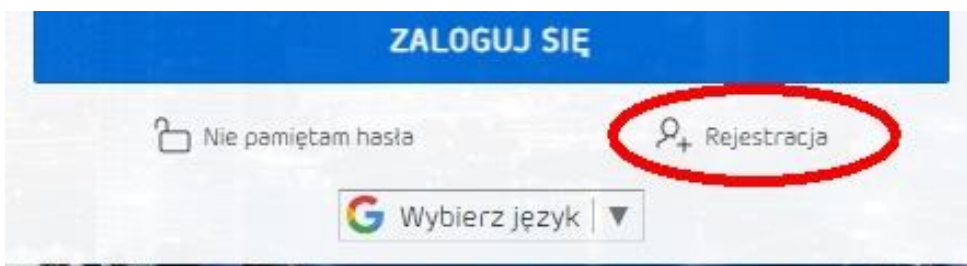 ZALOGUJ SIĘ
Nie pamiętam hasła
Rejestracja
Wybierz język